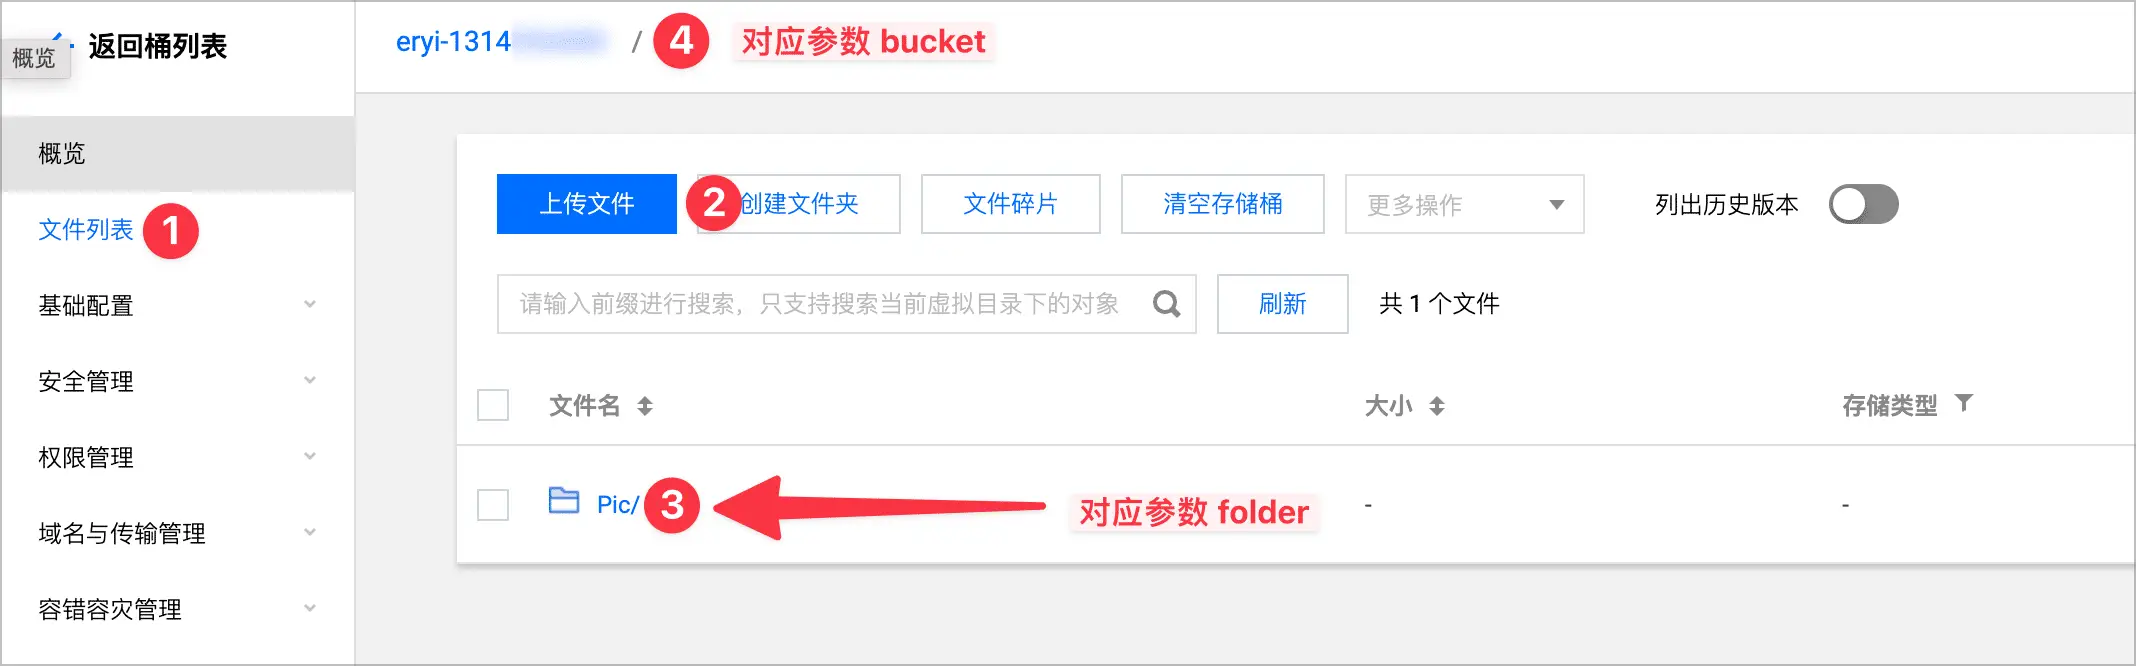 返回桶列表
概览
概览
文件列表 1
基础配置
安全管理
权限管理
域名与传输管理
容错容灾管理
eryi-1314 / 4 对应参数 bucket
上传文件 2 创建文件夹 文件碎片 清空存储桶 更多操作 列出历史版本
请输入前缀进行搜索，只支持搜索当前虚拟目录下的对象 刷新 共 1 个文件
文件名 大小 存储类型
Pic/ 3 对应参数 folder - -